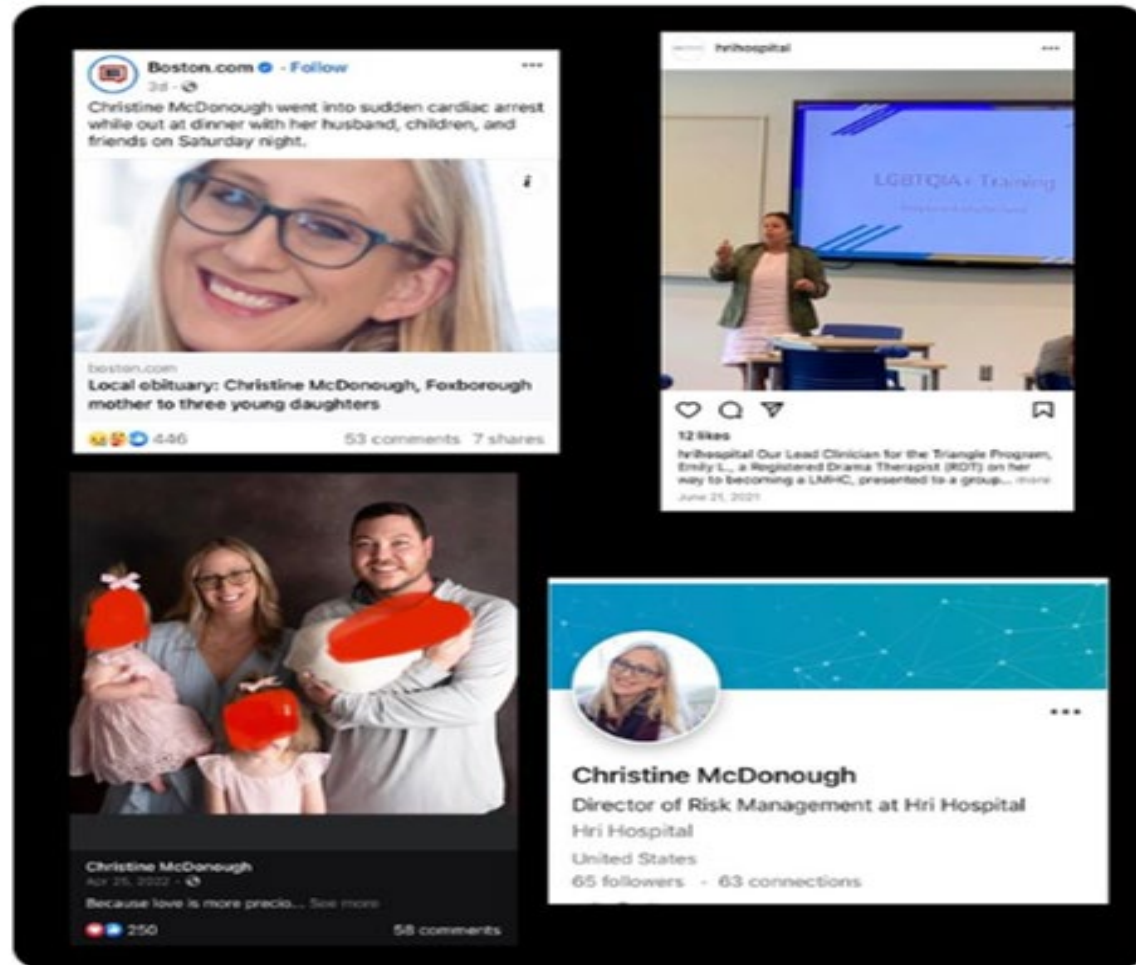 Boston.com · Follow
3d ·
Christine McDonough went into sudden cardiac arrest
while out at dinner with her husband, children, and
friends on Saturday night.
boston.com
Local obituary: Christine McDonough, Foxborough
mother to three young daughters
446
53 comments 7 shares
hrihospital
LGBTQIA+ Training
12 likes
hrihospital Our Lead Clinician for the Triangle Program,
Emily L., a Registered Drama Therapist (RDT) on her
way to becoming a LMHC, presented to a group... more
June 21, 2021
Christine McDonough
Apr 25, 2022 ·
Because love is more precio... See more
250
58 comments
Christine McDonough
Director of Risk Management at Hri Hospital
Hri Hospital
United States
65 followers · 63 connections